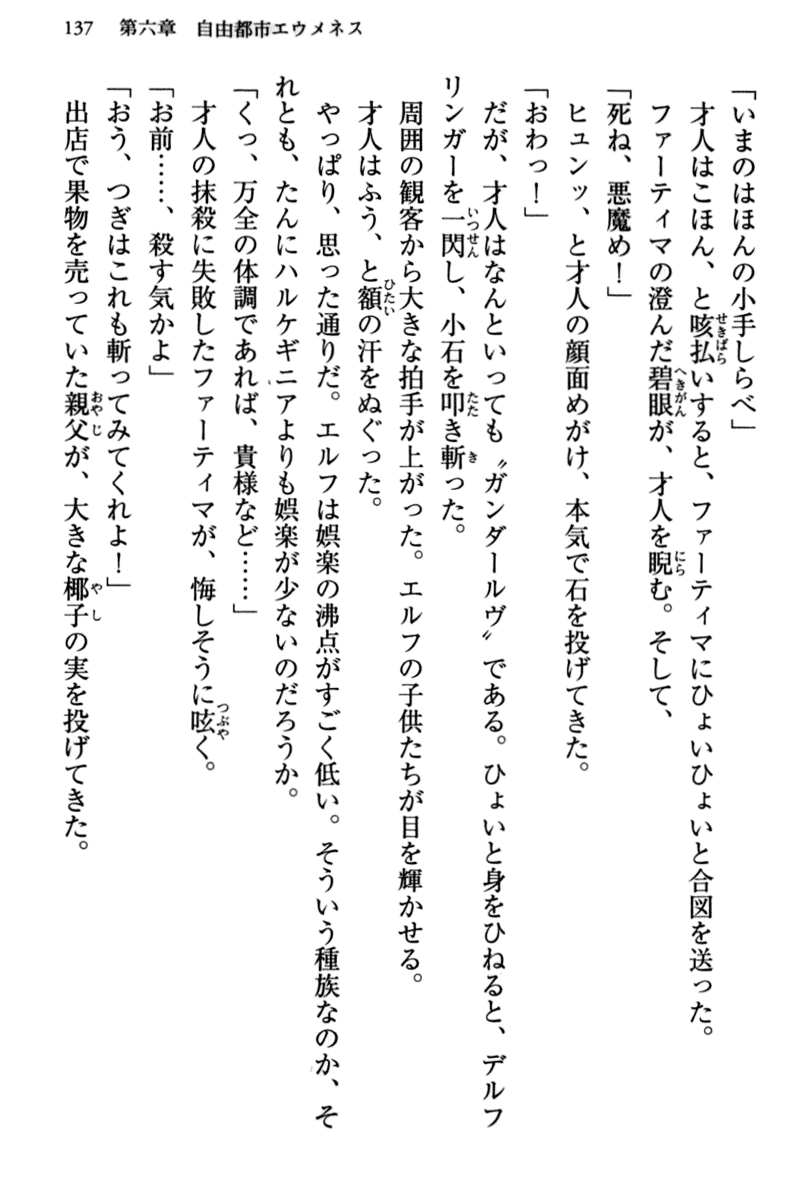 137　第六章　自由都市エウメネス
「いまのはほんの小手しらべ」
　才人はこほん、と咳払いすると、ファーティマにひょいひょいと合図を送った。
　ファーティマの澄んだ碧眼が、才人を睨む。そして、
「死ね、悪魔め！」
　ヒュンッ、と才人の顔面めがけ、本気で石を投げてきた。
「おわっ！」
　だが、才人はなんといっても〝ガンダールヴ〟である。ひょいと身をひねると、デルフ
リンガーを一閃し、小石を叩き斬った。
　周囲の観客から大きな拍手が上がった。エルフの子供たちが目を輝かせる。
　才人はふう、と額の汗をぬぐった。
　やっぱり、思った通りだ。エルフは娯楽の沸点がすごく低い。そういう種族なのか、そ
れとも、たんにハルケギニアよりも娯楽が少ないのだろうか。
「くっ、万全の体調であれば、貴様など……」
　才人の抹殺に失敗したファーティマが、悔しそうに呟く。
「お前……、殺す気かよ」
「おう、つぎはこれも斬ってみてくれよ！」
　出店で果物を売っていた親父が、大きな椰子の実を投げてきた。